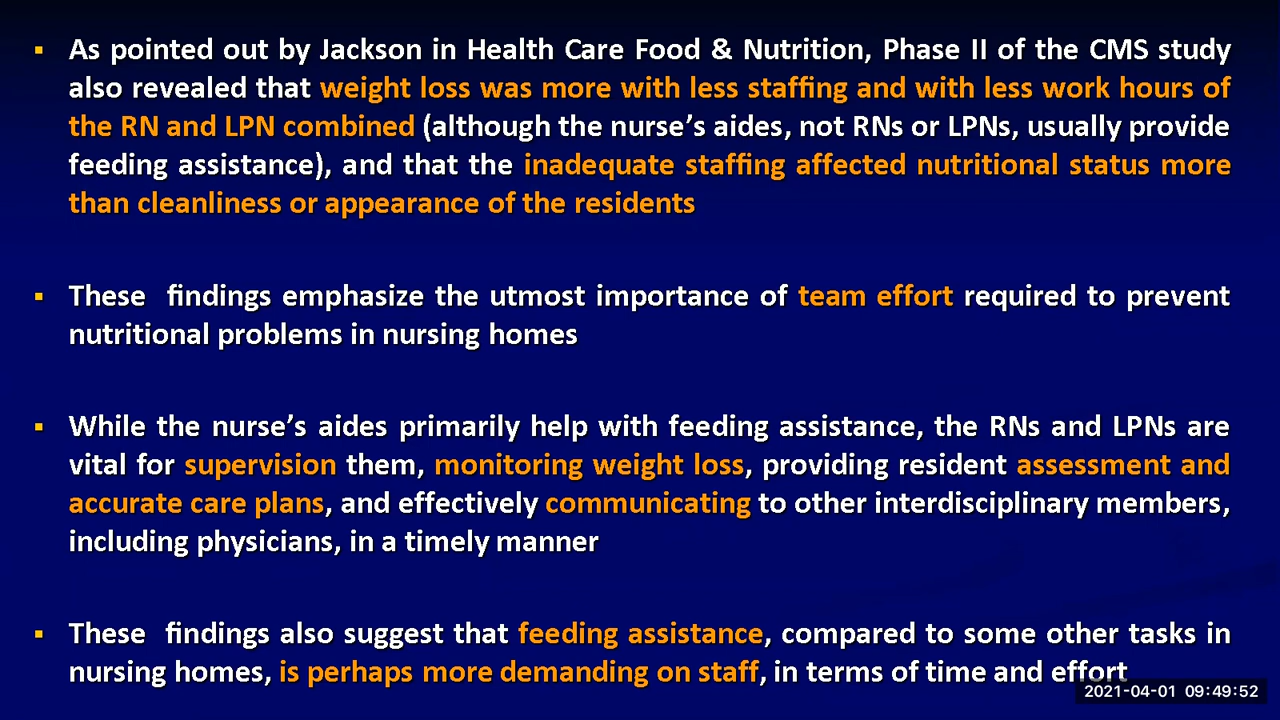 ▪ As pointed out by Jackson in Health Care Food & Nutrition, Phase II of the CMS study
also revealed that weight loss was more with less staffing and with less work hours of
the RN and LPN combined (although the nurse’s aides, not RNs or LPNs, usually provide
feeding assistance), and that the inadequate staffing affected nutritional status more
than cleanliness or appearance of the residents
▪ These findings emphasize the utmost importance of team effort required to prevent
nutritional problems in nursing homes
▪ While the nurse’s aides primarily help with feeding assistance, the RNs and LPNs are
vital for supervision them, monitoring weight loss, providing resident assessment and
accurate care plans, and effectively communicating to other interdisciplinary members,
including physicians, in a timely manner
▪ These findings also suggest that feeding assistance, compared to some other tasks in
nursing homes, is perhaps more demanding on staff, in terms of time and effort
2021-04-01 09:49:52